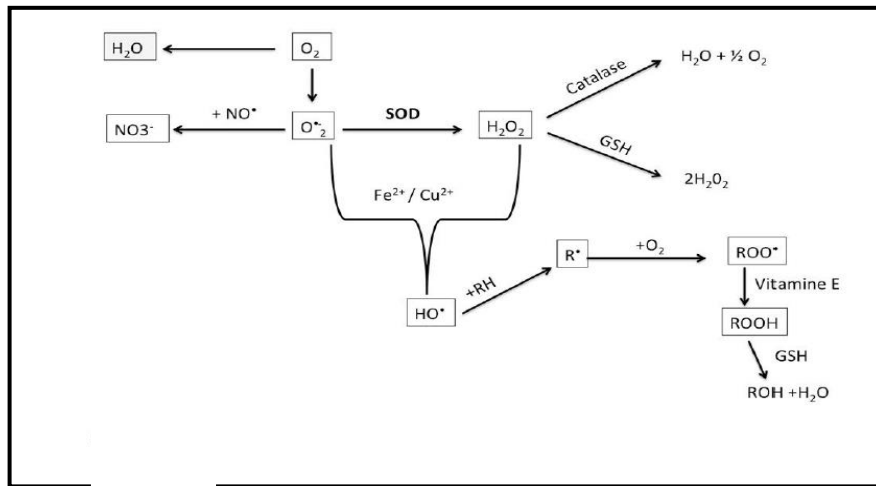 H₂O
O₂
NO3⁻
+ NO•
O•₂
SOD
H₂O₂
Catalase
H₂O + ½ O₂
GSH
2H₂0₂
Fe²⁺ / Cu²⁺
HO•
+RH
R•
+O₂
ROO•
Vitamine E
ROOH
GSH
ROH +H₂O